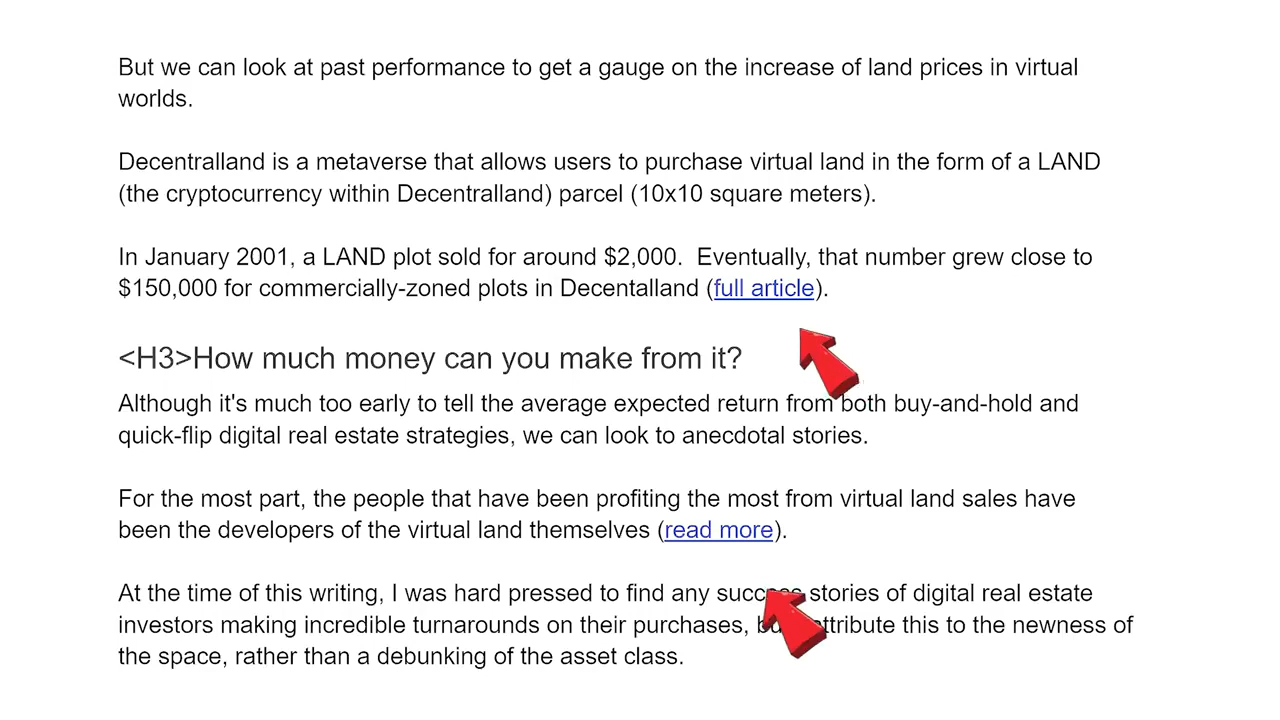 But we can look at past performance to get a gauge on the increase of land prices in virtual
worlds.
Decentralland is a metaverse that allows users to purchase virtual land in the form of a LAND
(the cryptocurrency within Decentralland) parcel (10x10 square meters).
In January 2001, a LAND plot sold for around $2,000.  Eventually, that number grew close to
$150,000 for commercially-zoned plots in Decentalland (full article).
<H3>How much money can you make from it?
Although it's much too early to tell the average expected return from both buy-and-hold and
quick-flip digital real estate strategies, we can look to anecdotal stories.
For the most part, the people that have been profiting the most from virtual land sales have
been the developers of the virtual land themselves (read more).
At the time of this writing, I was hard pressed to find any success stories of digital real estate
investors making incredible turnarounds on their purchases, attribute this to the newness of
the space, rather than a debunking of the asset class.